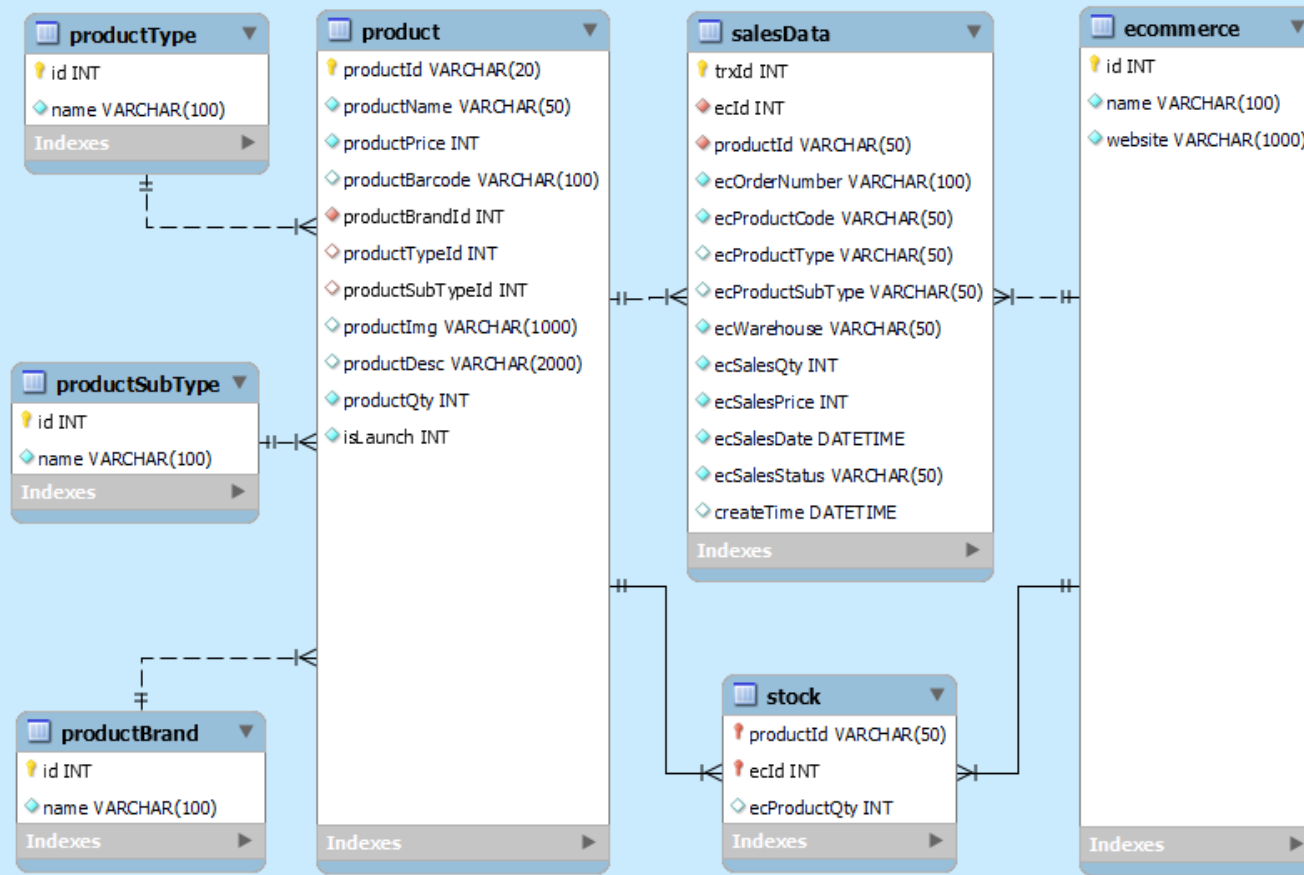 productType
id INT
name VARCHAR(100)
Indexes
product
productId VARCHAR(20)
productName VARCHAR(50)
productPrice INT
productBarcode VARCHAR(100)
productBrandId INT
productTypeId INT
productSubTypeId INT
productImg VARCHAR(1000)
productDesc VARCHAR(2000)
productQty INT
isLaunch INT
Indexes
salesData
trxId INT
ecId INT
productId VARCHAR(50)
ecOrderNumber VARCHAR(100)
ecProductCode VARCHAR(50)
ecProductType VARCHAR(50)
ecProductSubType VARCHAR(50)
ecWarehouse VARCHAR(50)
ecSalesQty INT
ecSalesPrice INT
ecSalesDate DATETIME
ecSalesStatus VARCHAR(50)
createTime DATETIME
Indexes
ecommerce
id INT
name VARCHAR(100)
website VARCHAR(1000)
Indexes
productSubType
id INT
name VARCHAR(100)
Indexes
productBrand
id INT
name VARCHAR(100)
Indexes
stock
productId VARCHAR(50)
ecId INT
ecProductQty INT
Indexes